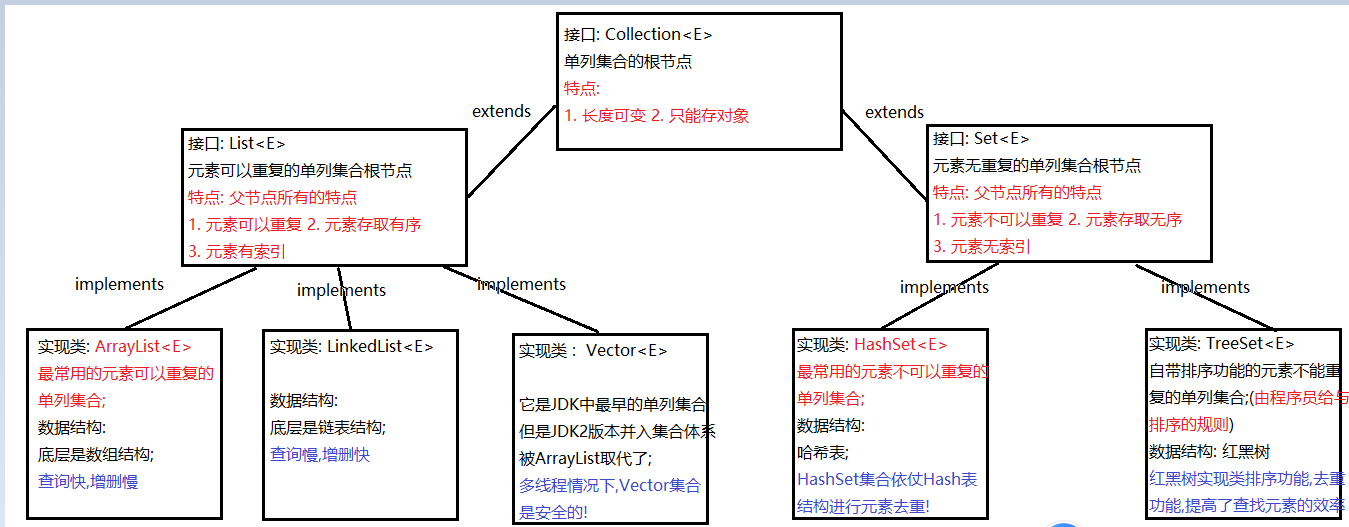 接口: Collection<E>
单列集合的根节点
特点:
1. 长度可变 2. 只能存对象
extends
extends
接口: List<E>
元素可以重复的单列集合根节点
特点: 父节点所有的特点
1. 元素可以重复 2. 元素存取有序
3. 元素有索引
接口: Set<E>
元素无重复的单列集合根节点
特点: 父节点所有的特点
1. 元素不可以重复 2. 元素存取无序
3. 元素无索引
implements
implements
implements
implements
implements
实现类: ArrayList<E>
最常用的元素可以重复的
单列集合;
数据结构:
底层是数组结构;
查询快,增删慢
实现类: LinkedList<E>
数据结构:
底层是链表结构;
查询慢,增删快
实现类 :  Vector<E>
它是JDK中最早的单列集合
但是JDK2版本并入集合体系
被ArrayList取代了;
多线程情况下,Vector集合
是安全的!
实现类: HashSet<E>
最常用的元素不可以重复的
单列集合;
数据结构:
哈希表;
HashSet集合依仗Hash表
结构进行元素去重!
实现类: TreeSet<E>
自带排序功能的元素不能重
复的单列集合;(由程序员给与
排序的规则)
数据结构: 红黑树
红黑树实现类排序功能,去重
功能,提高了查找元素的效率